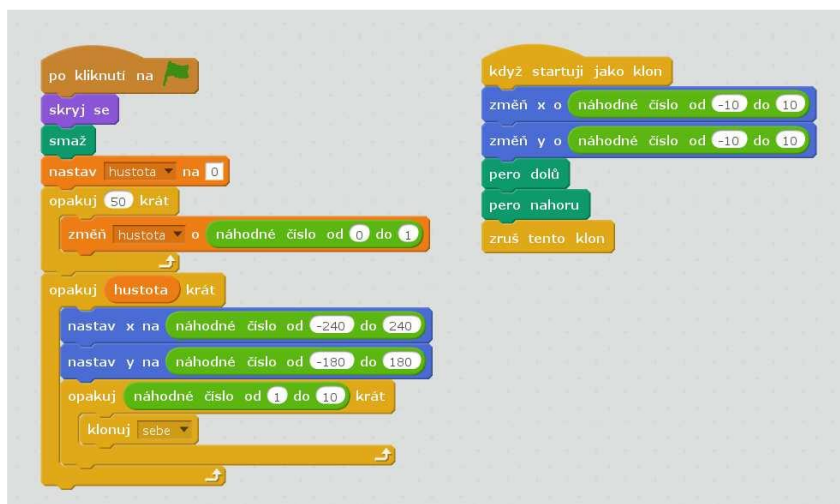 po kliknutí na
skryj se
smaž
nastav hustota na 0
opakuj 50 krát
změň hustota o náhodné číslo od 0 do 1
opakuj hustota krát
nastav x na náhodné číslo od -240 do 240
nastav y na náhodné číslo od -180 do 180
opakuj náhodné číslo od 1 do 10 krát
klonuj sebe
když startuji jako klon
změň x o náhodné číslo od -10 do 10
změň y o náhodné číslo od -10 do 10
pero dolů
pero nahoru
zruš tento klon